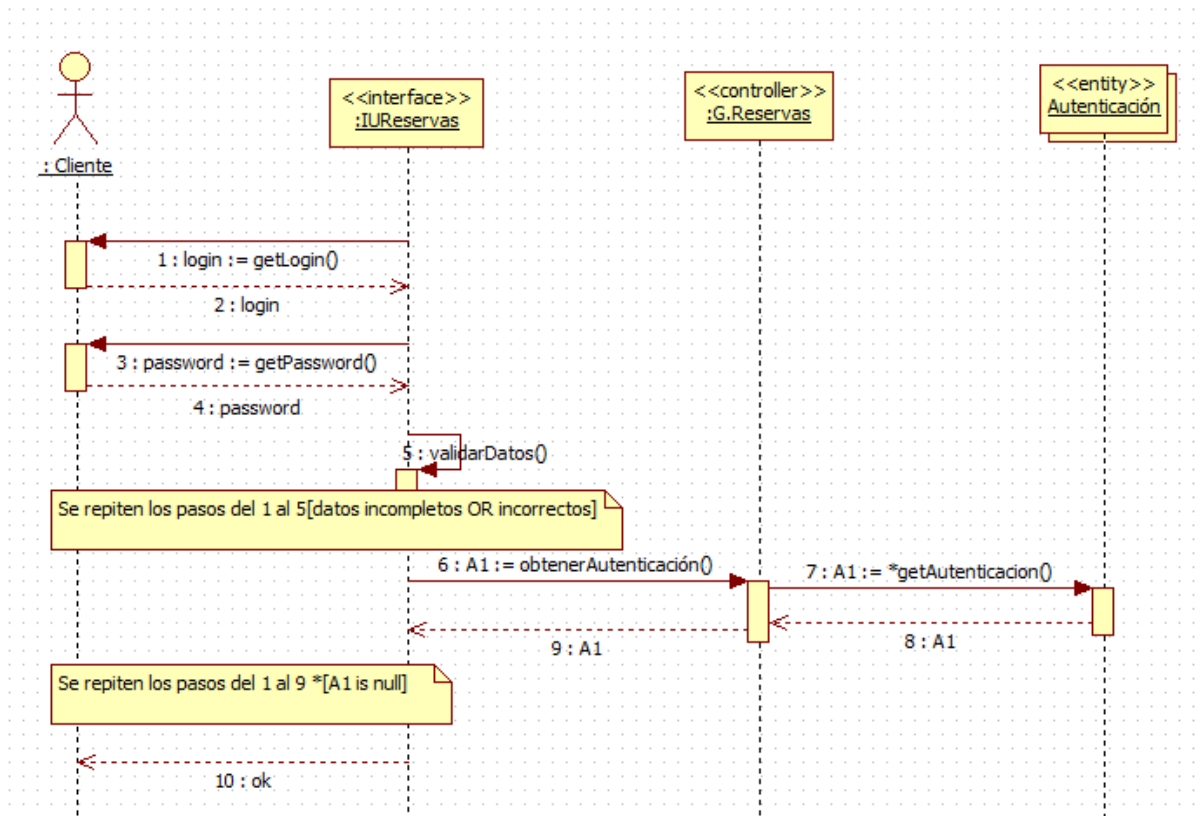 <<interface>>
:IUReservas
<<controller>>
:G.Reservas
<<entity>>
Autenticación
: Cliente
1 : login := getLogin()
2 : login
3 : password := getPassword()
4 : password
5 : validarDatos()
Se repiten los pasos del 1 al 5[datos incompletos OR incorrectos]
6 : A1 := obtenerAutenticación()
7 : A1 := *getAutenticacion()
8 : A1
9 : A1
Se repiten los pasos del 1 al 9 *[A1 is null]
10 : ok